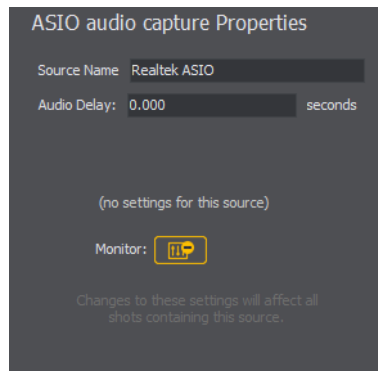 ASIO audio capture Properties
Source Name Realtek ASIO
Audio Delay: 0.000 seconds
(no settings for this source)
Monitor:
Changes to these settings will affect all
shots containing this source.